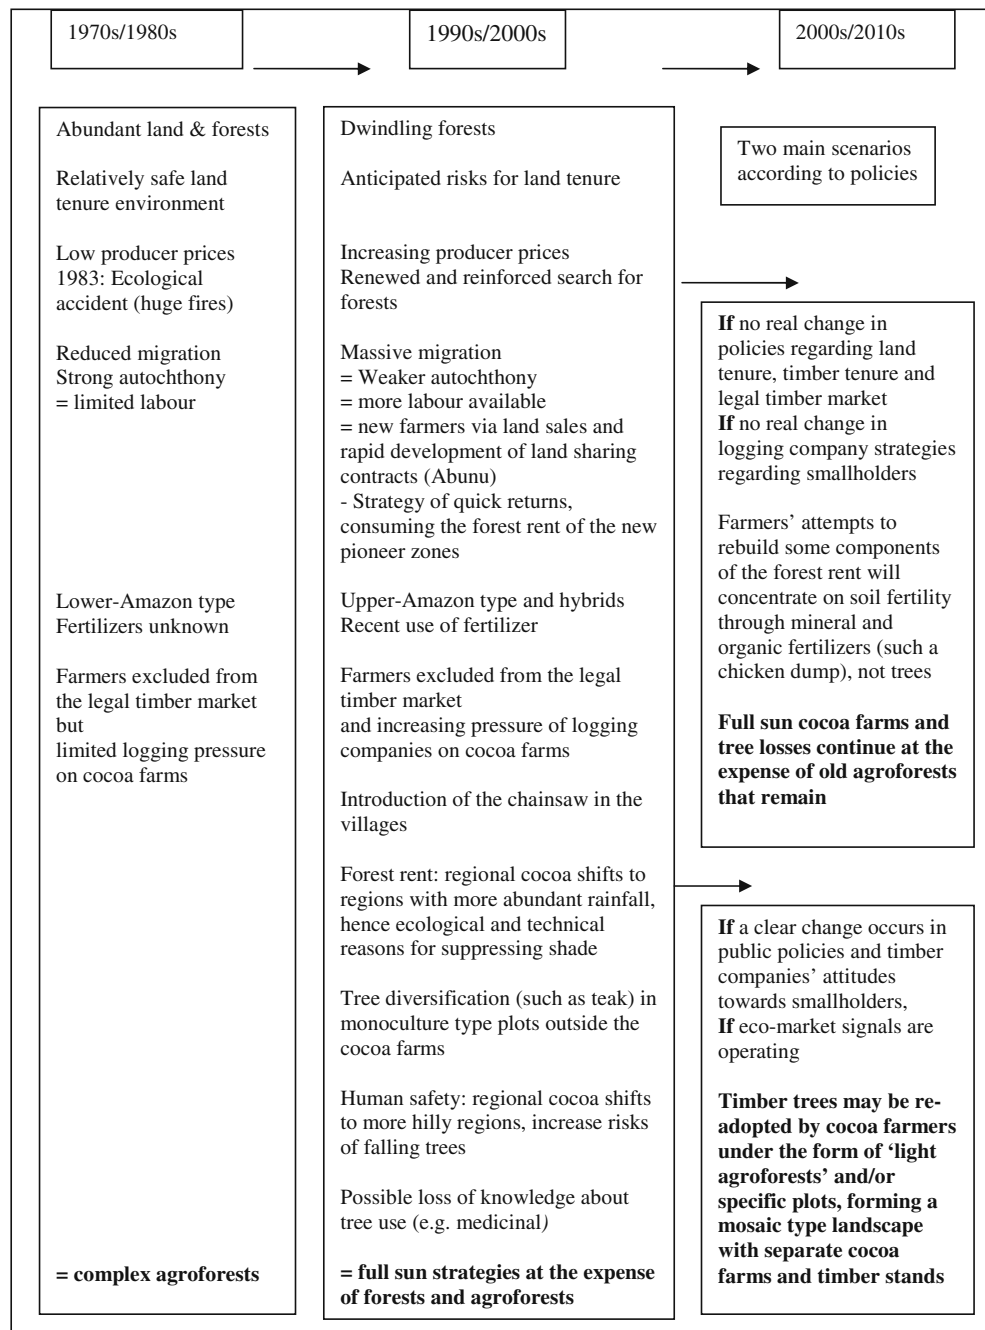 1970s/1980s
1990s/2000s
2000s/2010s
Abundant land & forests
Relatively safe land
tenure environment
Low producer prices
1983: Ecological
accident (huge fires)
Reduced migration
Strong autochthony
= limited labour
Lower-Amazon type
Fertilizers unknown
Farmers excluded from
the legal timber market
but
limited logging pressure
on cocoa farms
= complex agroforests
Dwindling forests
Anticipated risks for land tenure
Increasing producer prices
Renewed and reinforced search for
forests
Massive migration
= Weaker autochthony
= more labour available
= new farmers via land sales and
rapid development of land sharing
contracts (Abunu)
- Strategy of quick returns,
consuming the forest rent of the new
pioneer zones
Upper-Amazon type and hybrids
Recent use of fertilizer
Farmers excluded from the legal
timber market
and increasing pressure of logging
companies on cocoa farms
Introduction of the chainsaw in the
villages
Forest rent: regional cocoa shifts to
regions with more abundant rainfall,
hence ecological and technical
reasons for suppressing shade
Tree diversification (such as teak) in
monoculture type plots outside the
cocoa farms
Human safety: regional cocoa shifts
to more hilly regions, increase risks
of falling trees
Possible loss of knowledge about
tree use (e.g. medicinal)
= full sun strategies at the expense
of forests and agroforests
Two main scenarios
according to policies
If no real change in
policies regarding land
tenure, timber tenure and
legal timber market
If no real change in
logging company strategies
regarding smallholders
Farmers' attempts to
rebuild some components
of the forest rent will
concentrate on soil fertility
through mineral and
organic fertilizers (such a
chicken dump), not trees
Full sun cocoa farms and
tree losses continue at the
expense of old agroforests
that remain
If a clear change occurs in
public policies and timber
companies' attitudes
towards smallholders,
If eco-market signals are
operating
Timber trees may be re-
adopted by cocoa farmers
under the form of 'light
agroforests' and/or
specific plots, forming a
mosaic type landscape
with separate cocoa
farms and timber stands